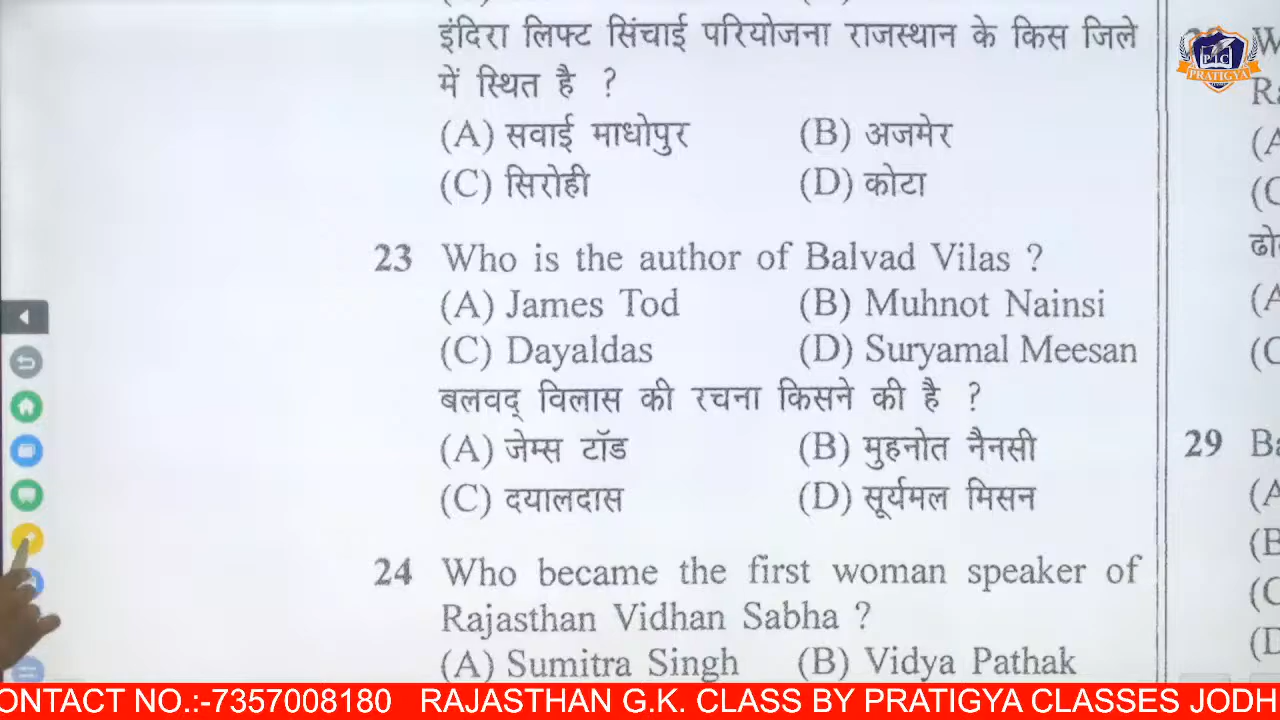 इंदिरा लिफ्ट सिंचाई परियोजना राजस्थान के किस जिले
में स्थित है ?
(A) सवाई माधोपुर (B) अजमेर
(C) सिरोही (D) कोटा
23 Who is the author of Balvad Vilas ?
(A) James Tod (B) Muhnot Nainsi
(C) Dayaldas (D) Suryamal Meesan
बलवद् विलास की रचना किसने की है ?
(A) जेम्स टॉड (B) मुहनोत नैनसी
(C) दयालदास (D) सूर्यमल मिसन
24 Who became the first woman speaker of
Rajasthan Vidhan Sabha ?
(A) Sumitra Singh (B) Vidya Pathak
PRATIGYA
29
ONTACT NO.:-7357008180 RAJASTHAN G.K. CLASS BY PRATIGYA CLASSES JODH